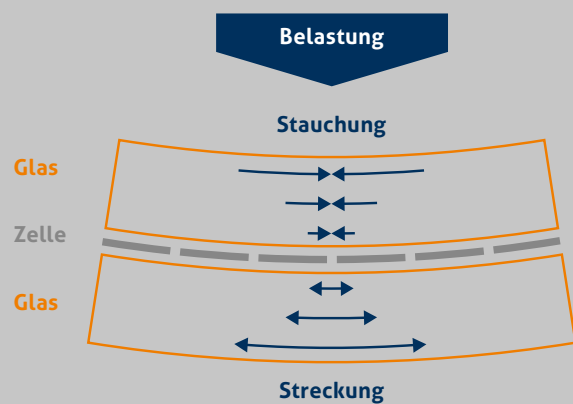 Belastung
Stauchung
Glas
Zelle
Glas
Streckung